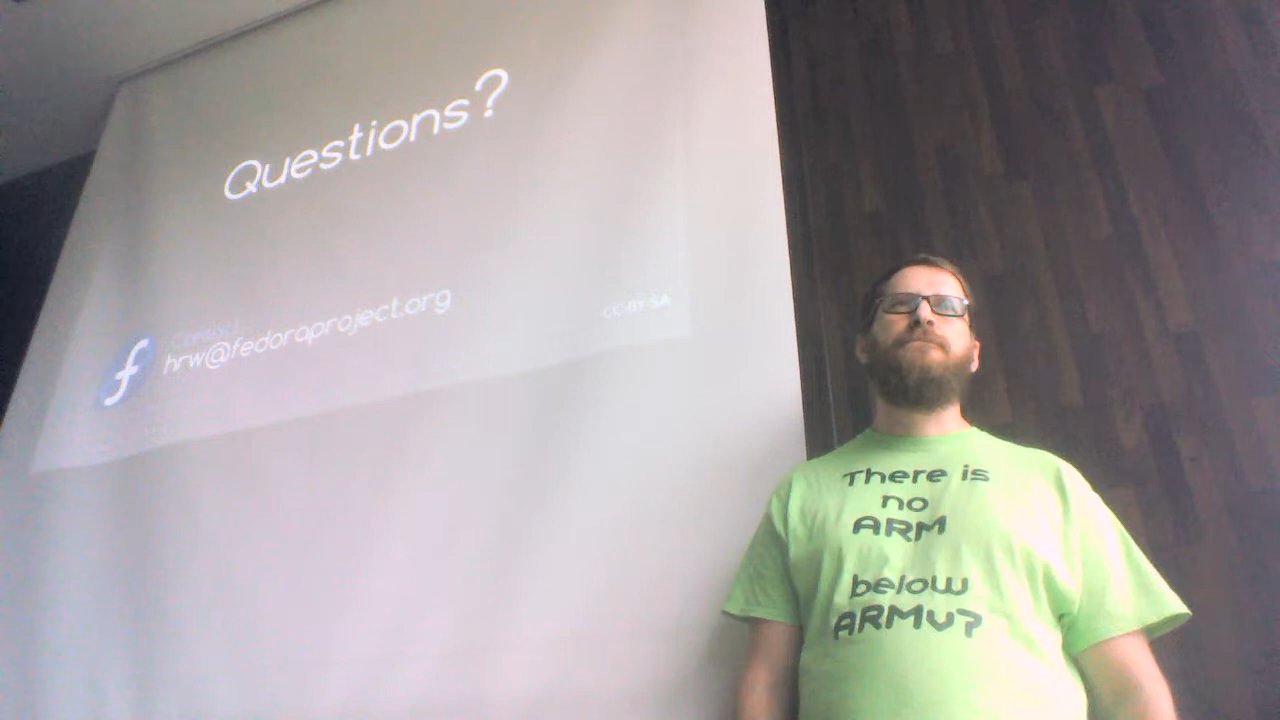 Questions?
Contact
hrw@fedoraproject.org
CC-BY-SA
There is
no
ARM
below
ARMv7